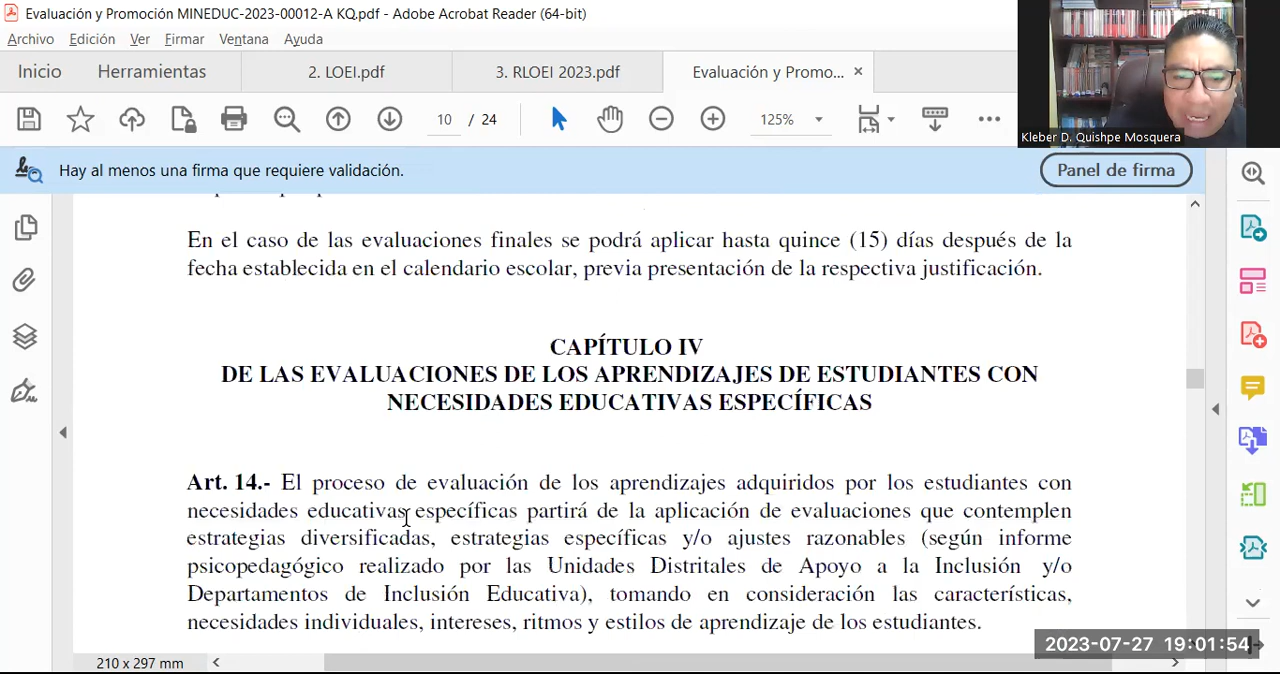 Evaluación y Promoción MINEDUC-2023-00012-A KQ.pdf - Adobe Acrobat Reader (64-bit)
Archivo Edición Ver Firmar Ventana Ayuda
Inicio Herramientas 2. LOEI.pdf 3. RLOEI 2023.pdf Evaluación y Promo... ×
10 / 24 125%
Kleber D. Quishpe Mosquera
Hay al menos una firma que requiere validación. Panel de firma
En el caso de las evaluaciones finales se podrá aplicar hasta quince (15) días después de la
fecha establecida en el calendario escolar, previa presentación de la respectiva justificación.
CAPÍTULO IV
DE LAS EVALUACIONES DE LOS APRENDIZAJES DE ESTUDIANTES CON
NECESIDADES EDUCATIVAS ESPECÍFICAS
Art. 14.- El proceso de evaluación de los aprendizajes adquiridos por los estudiantes con
necesidades educativas específicas partirá de la aplicación de evaluaciones que contemplen
estrategias diversificadas, estrategias específicas y/o ajustes razonables (según informe
psicopedagógico realizado por las Unidades Distritales de Apoyo a la Inclusión y/o
Departamentos de Inclusión Educativa), tomando en consideración las características,
necesidades individuales, intereses, ritmos y estilos de aprendizaje de los estudiantes.
2023-07-27 19:01:54
210 x 297 mm